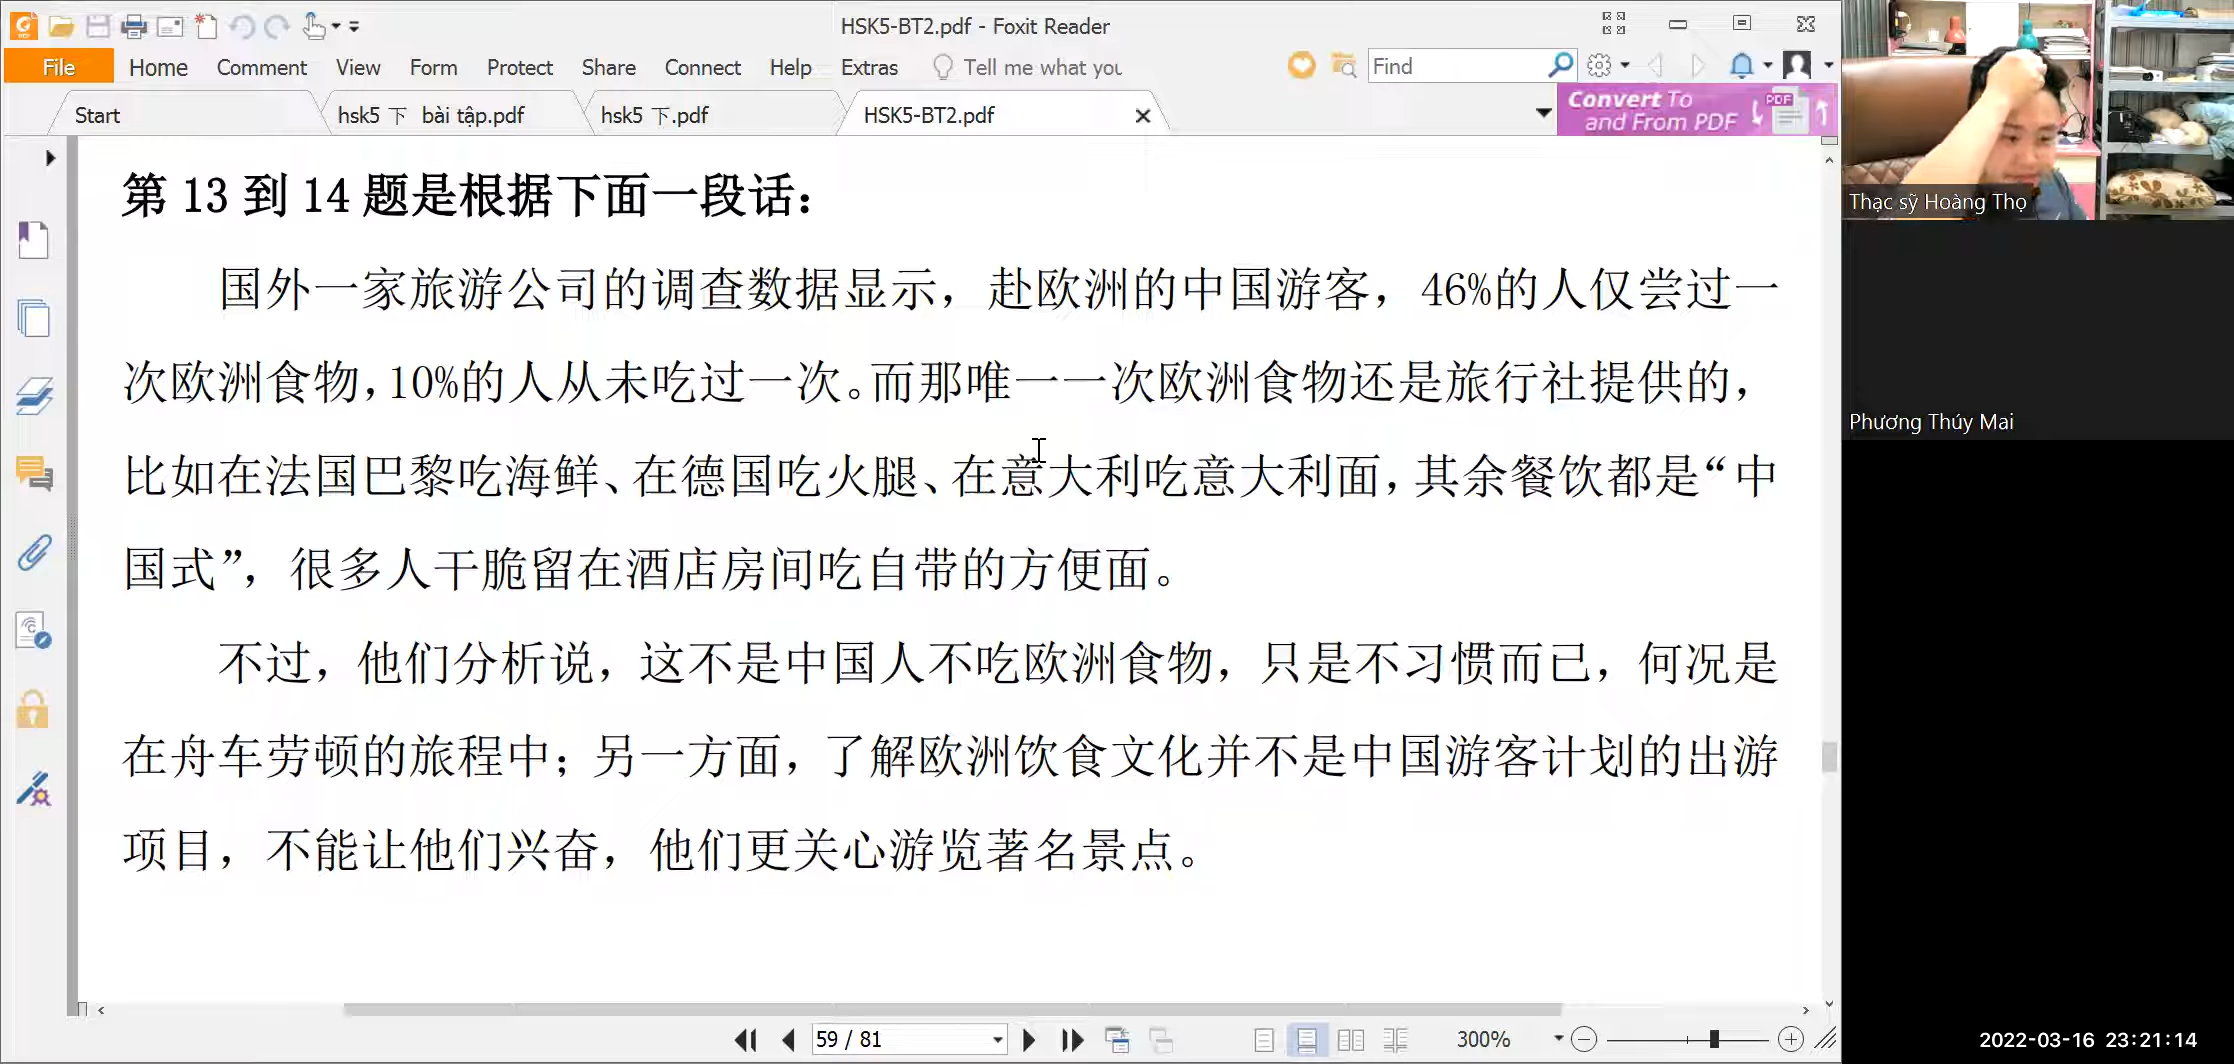 HSK5-BT2.pdf - Foxit Reader
File Home Comment View Form Protect Share Connect Help Extras Tell me what you Find
Start hsk5 下 bài tập.pdf hsk5 下.pdf HSK5-BT2.pdf
Convert To
and From PDF
PDF
第 13 到 14 题是根据下面一段话：
国外一家旅游公司的调查数据显示，赴欧洲的中国游客，46%的人仅尝过一
次欧洲食物，10%的人从未吃过一次。而那唯一一次欧洲食物还是旅行社提供的，
比如在法国巴黎吃海鲜、在德国吃火腿、在意大利吃意大利面，其余餐饮都是“中
国式”，很多人干脆留在酒店房间吃自带的方便面。
不过，他们分析说，这不是中国人不吃欧洲食物，只是不习惯而已，何况是
在舟车劳顿的旅程中；另一方面，了解欧洲饮食文化并不是中国游客计划的出游
项目，不能让他们兴奋，他们更关心游览著名景点。
59 / 81
300%
Thạc sỹ Hoàng Thọ
Phương Thúy Mai
2022-03-16 23:21:14